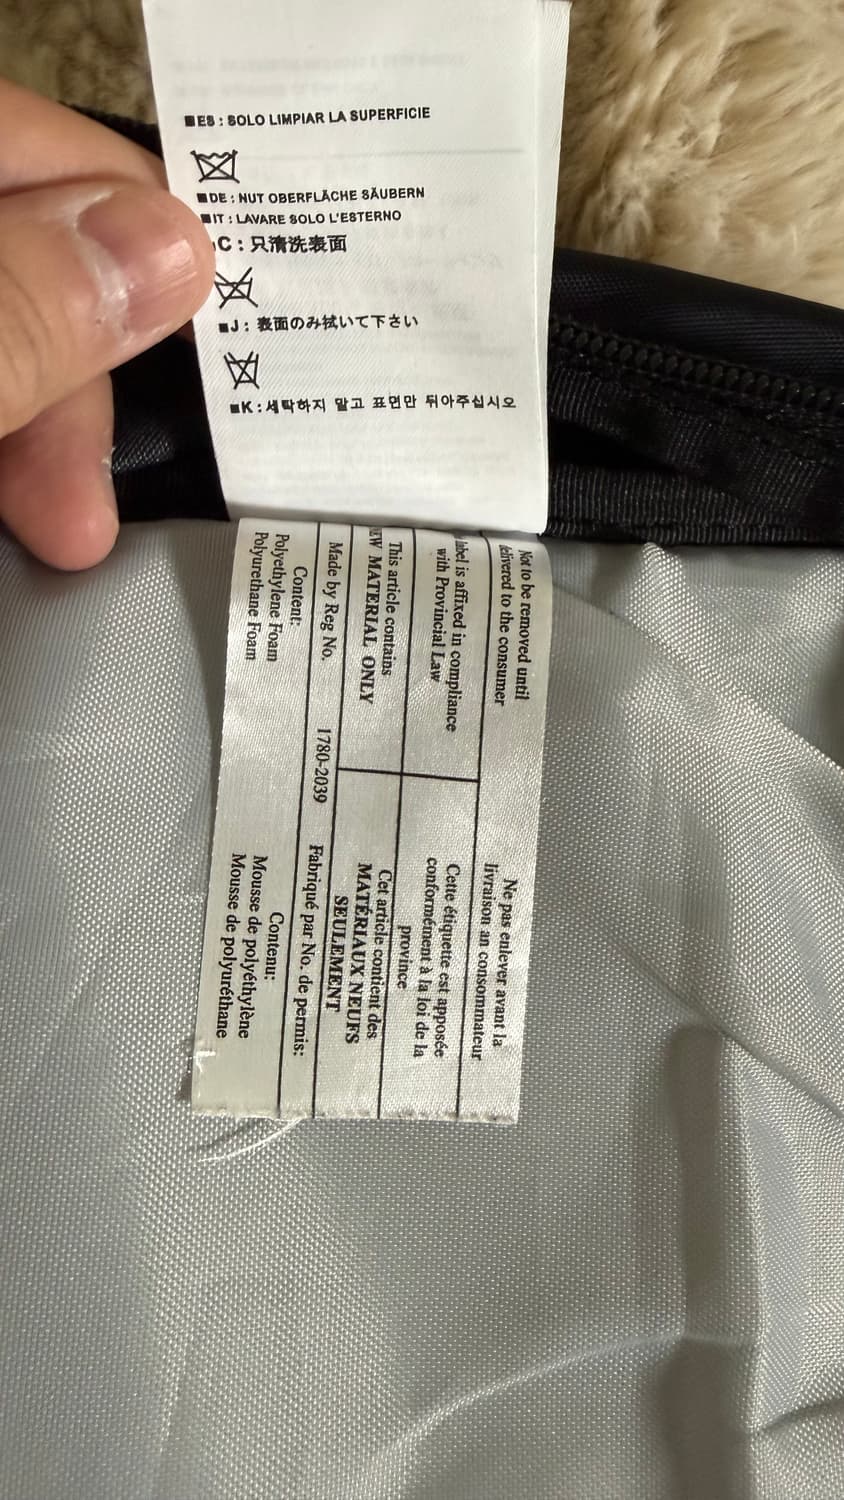 ■ES : SOLO LIMPIAR LA SUPERFICIE
■DE : NUT OBERFLÄCHE SÄUBERN
■IT : LAVARE SOLO L'ESTERNO
C : 只清洗表面
■J : 表面のみ拭いて下さい
■K : 세탁하지 말고 표면만 뒤아주십시오
Not to be removed until
delivered to the consumer
Ne pas enlever avant la
livraison an consommateur
label is affixed in compliance
with Provincial Law
Cette étiquette est apposée
conformément à la loi de la
province
This article contains
NEW MATERIAL ONLY
Cet article contient des
MATÉRIAUX NEUFS
SEULEMENT
Made by Reg No. 1780-2039 Fabriqué par No. de permis:
Content:
Polyethylene Foam
Polyurethane Foam
Contenu:
Mousse de polyéthylène
Mousse de polyuréthane